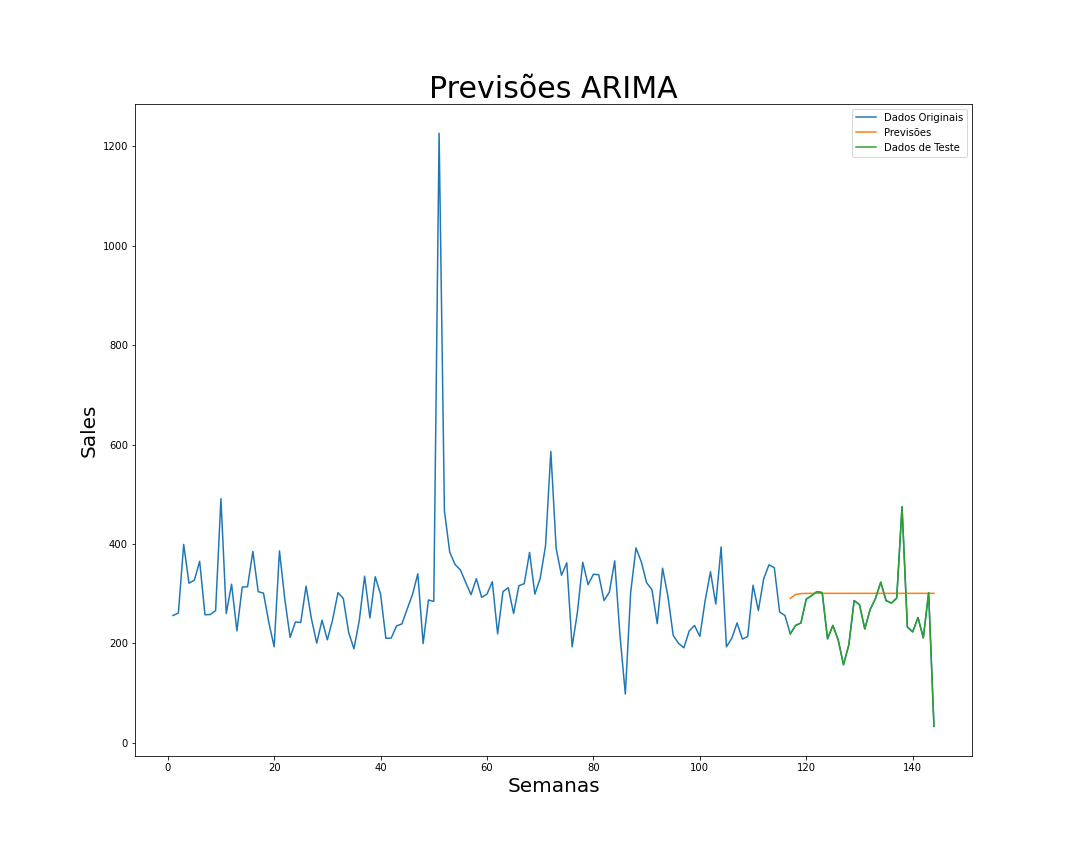 Previsões ARIMA
Dados Originais
Previsões
Dados de Teste
1200
1000
800
600
400
200
0
Sales
0 20 40 60 80 100 120 140
Semanas